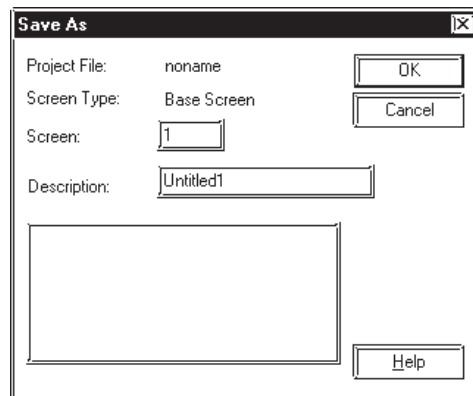 Save As
Project File: noname
OK
Screen Type: Base Screen
Cancel
Screen: 1
Description: Untitled1
Help